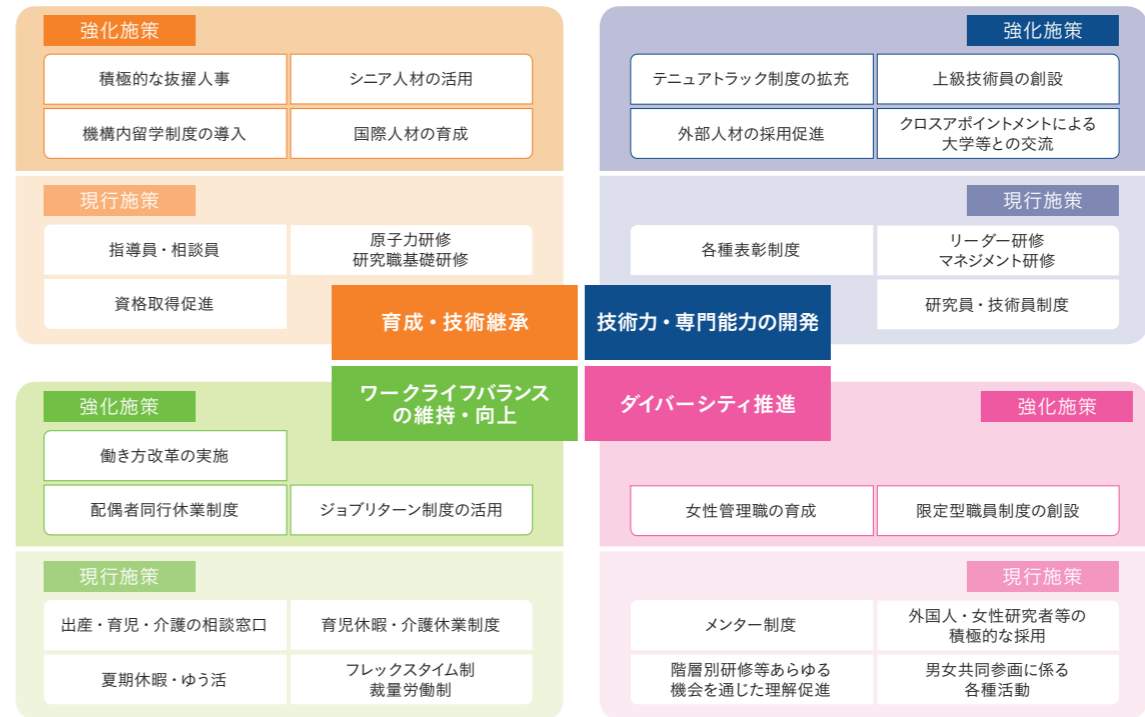 強化施策
積極的な抜擢人事
シニア人材の活用
機構内留学制度の導入
国際人材の育成
現行施策
指導員・相談員
原子力研修
研究職基礎研修
資格取得促進
育成・技術継承
強化施策
テニュアトラック制度の拡充
上級技術員の創設
外部人材の採用促進
クロスアポイントメントによる
大学等との交流
現行施策
各種表彰制度
リーダー研修
マネジメント研修
研究員・技術員制度
技術力・専門能力の開発
ワークライフバランス
の維持・向上
強化施策
働き方改革の実施
配偶者同行休業制度
ジョブリターン制度の活用
現行施策
出産・育児・介護の相談窓口
育児休暇・介護休業制度
夏期休暇・ゆう活
フレックスタイム制
裁量労働制
ダイバーシティ推進
強化施策
女性管理職の育成
限定型職員制度の創設
現行施策
メンター制度
外国人・女性研究者等の
積極的な採用
階層別研修等あらゆる
機会を通じた理解促進
男女共同参画に係る
各種活動